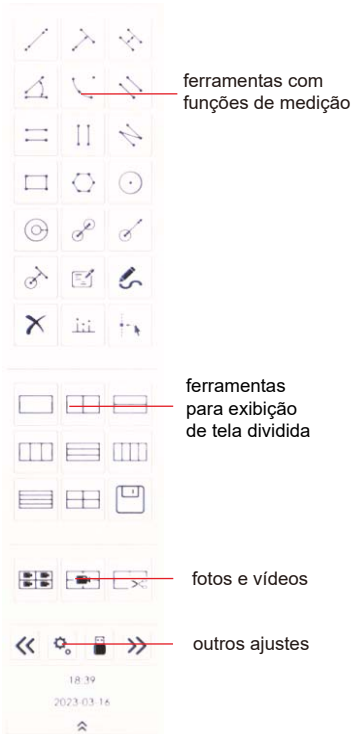 ferramentas com
funções de medição
ferramentas
para exibição
de tela dividida
fotos e vídeos
outros ajustes
18:39
2023-03-16